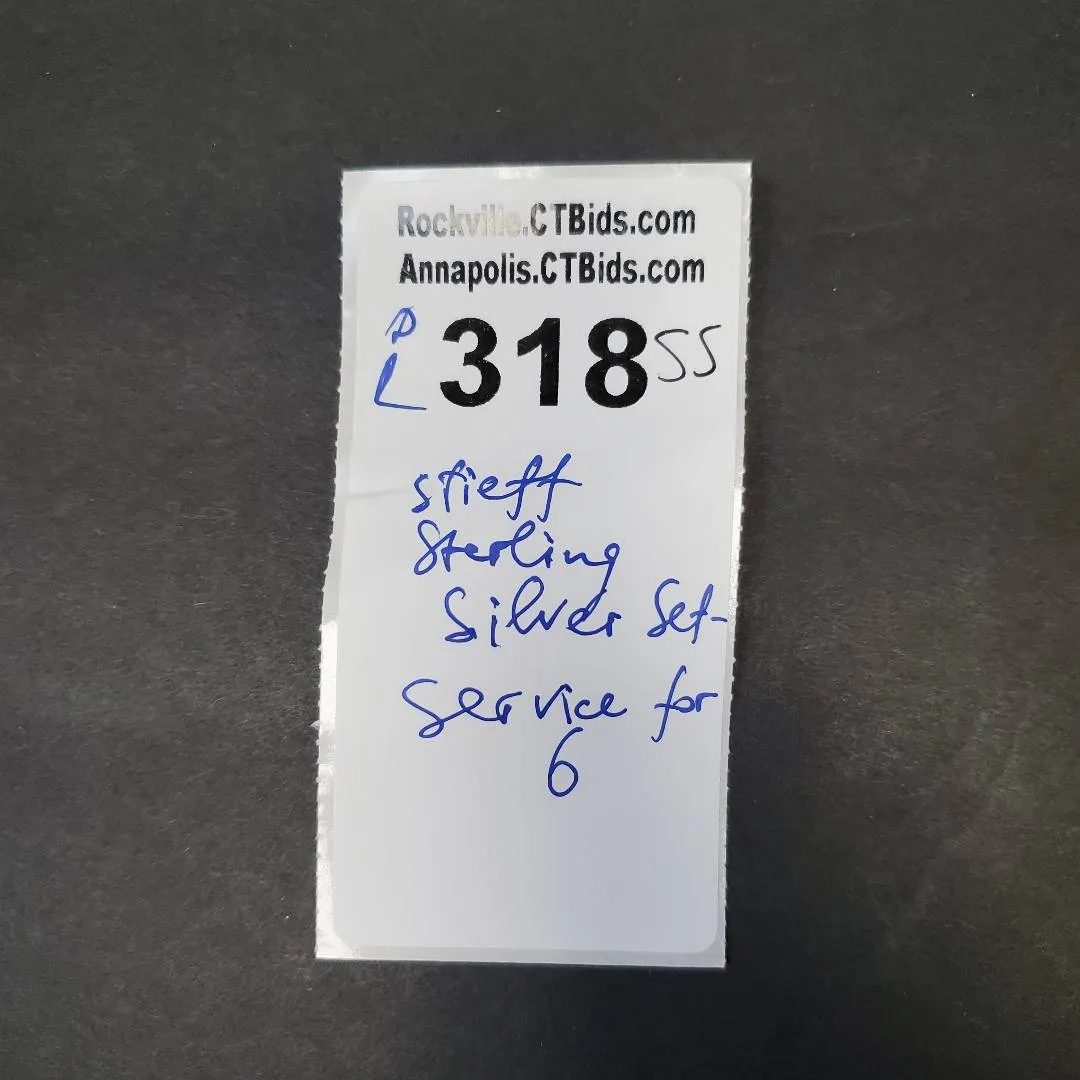 Rockville.CTBids.com
Annapolis.CTBids.com
318 SS
L
stieff
Sterling
Silver Set-
Service for
6